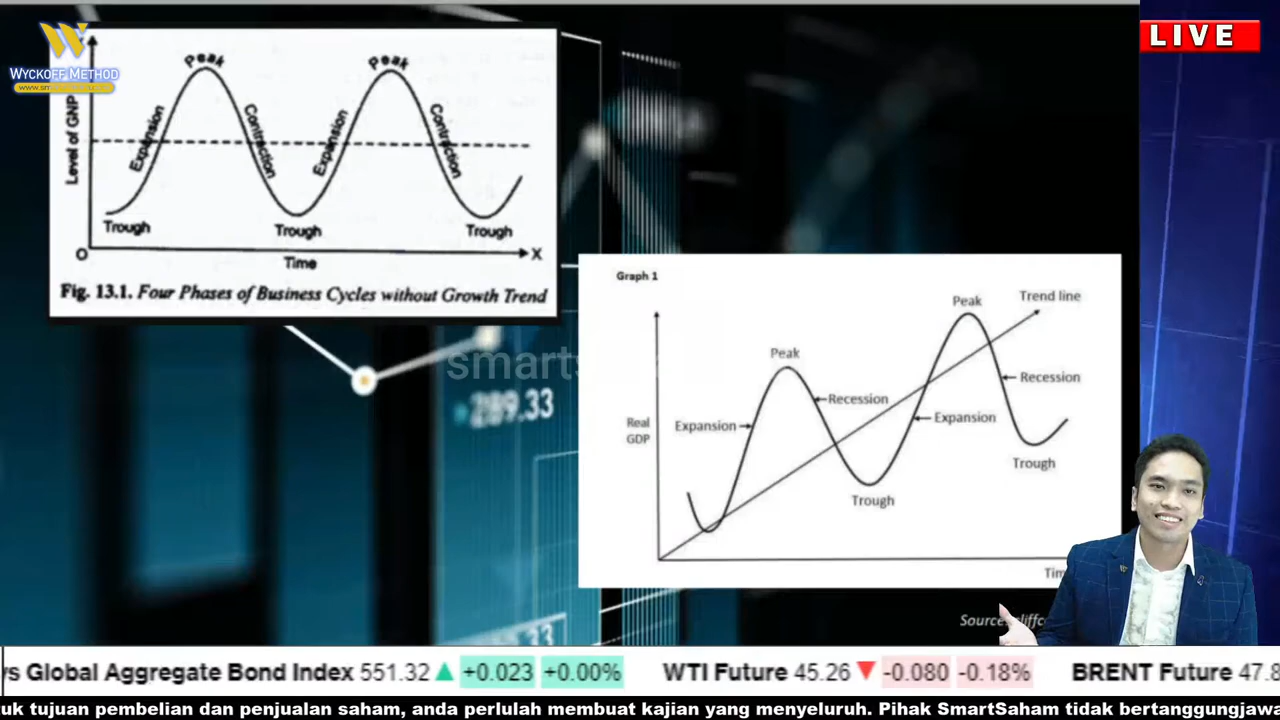 WYCKOFF METHOD
LIVE
Peak
Peak
Level of GNP
Expansion
Contraction
Expansion
Contraction
Trough
Trough
Trough
O
X
Time
Fig. 13.1. Four Phases of Business Cycles without Growth Trend
Graph 1
Peak
Trend line
Peak
Recession
Recession
Expansion
Expansion
Real
GDP
Trough
Trough
289.33
Global Aggregate Bond Index 551.32 ▲ +0.023 +0.00% WTI Future 45.26 ▼ -0.080 -0.18% BRENT Future 47.8
tujuan pembelian dan penjualan saham, anda perlulah membuat kajian yang menyeluruh. Pihak SmartSaham tidak bertanggungjawa